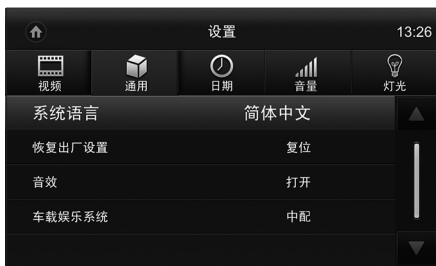 设置 13:26
视频 通用 日期 音量 灯光
系统语言 简体中文
恢复出厂设置 复位
音效 打开
车载娱乐系统 中配